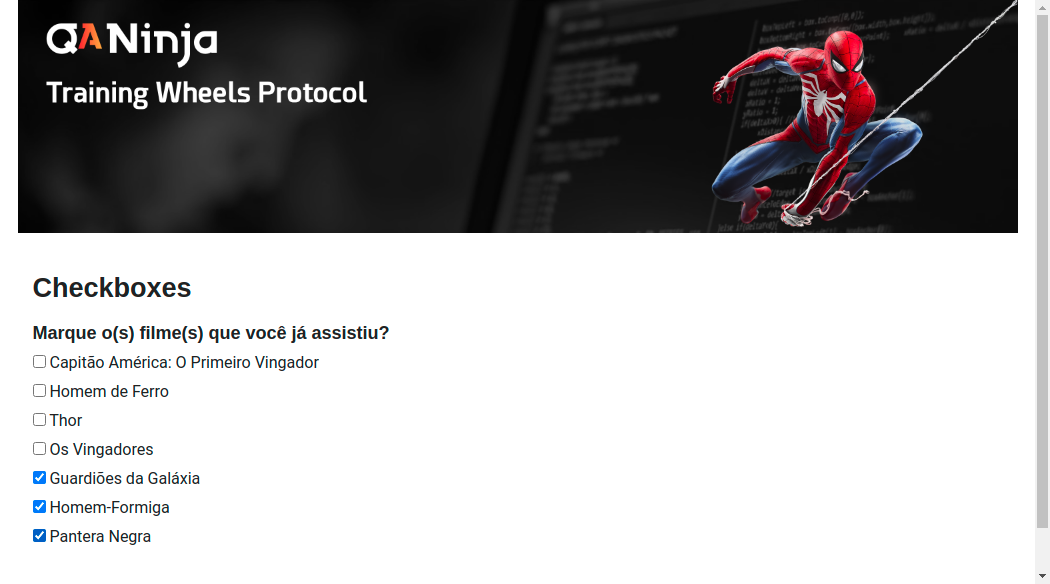 QANinja
Training Wheels Protocol
Checkboxes
Marque o(s) filme(s) que você já assistiu?
Capitão América: O Primeiro Vingador
Homem de Ferro
Thor
Os Vingadores
Guardiões da Galáxia
Homem-Formiga
Pantera Negra